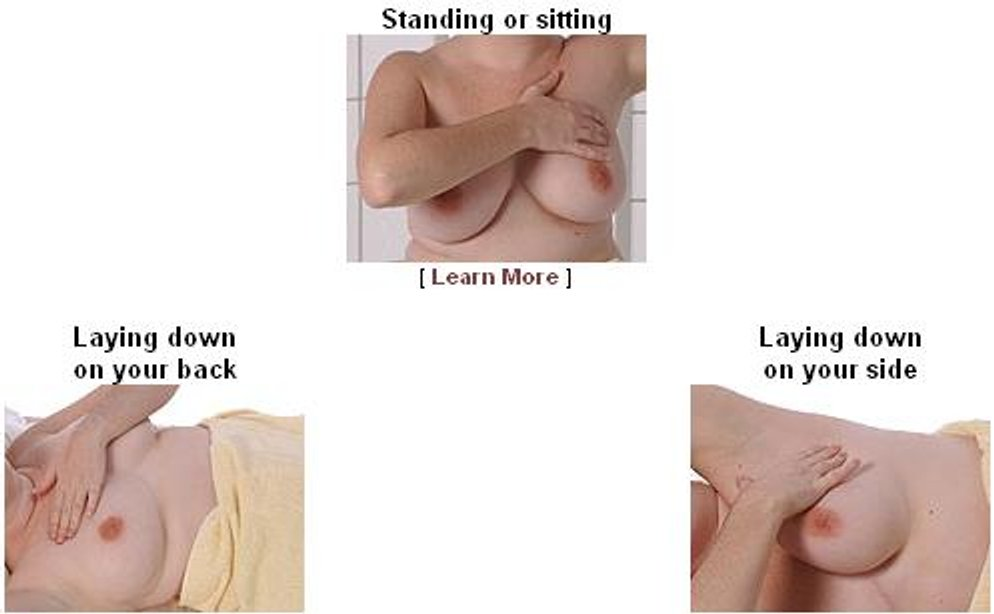 Standing or sitting
[ Learn More ]
Laying down
on your back
Laying down
on your side